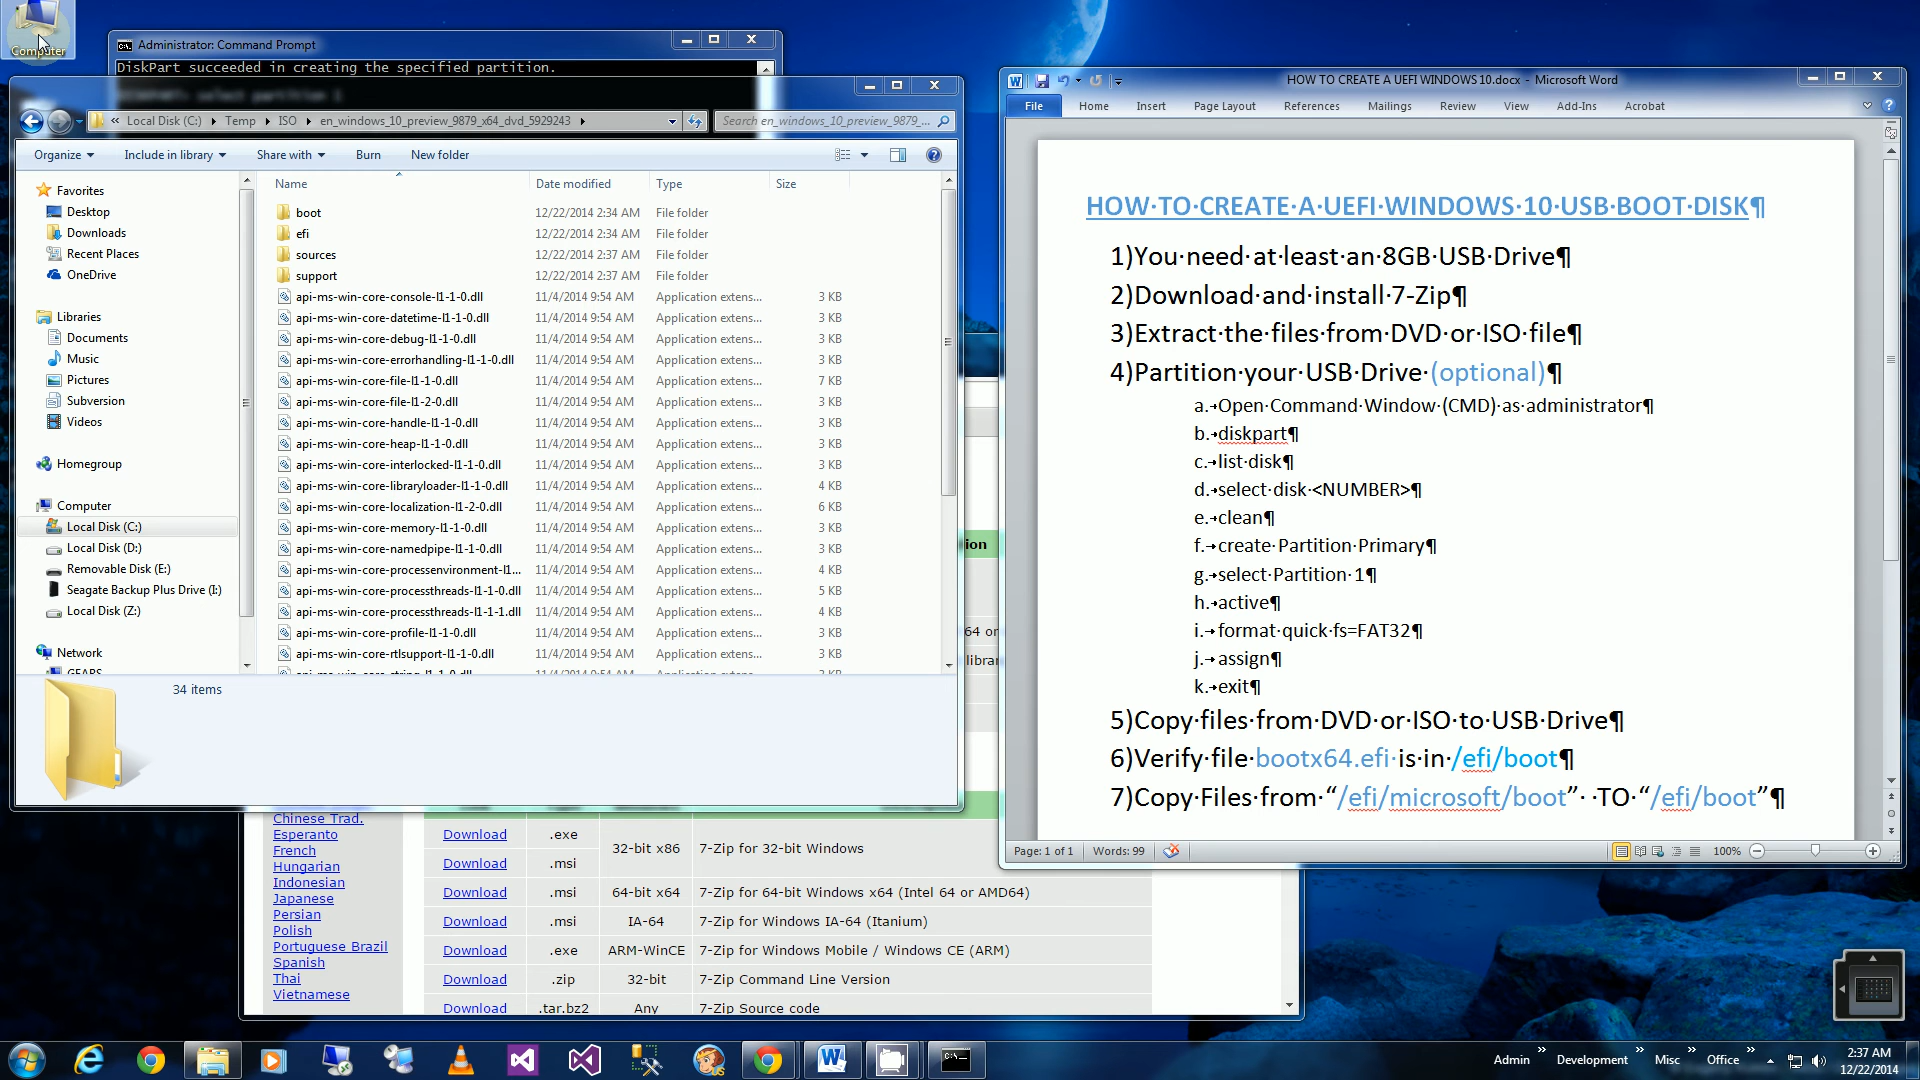 Computer
Administrator: Command Prompt
DiskPart succeeded in creating the specified partition.
« Local Disk (C:) ▸ Temp ▸ ISO ▸ en_windows_10_preview_9879_x64_dvd_5929243 ▸
Search en_windows_10_preview_9879_...
Organize Include in library Share with Burn New folder
Favorites
Desktop
Downloads
Recent Places
OneDrive
Libraries
Documents
Music
Pictures
Subversion
Videos
Homegroup
Computer
Local Disk (C:)
Local Disk (D:)
Removable Disk (E:)
Seagate Backup Plus Drive (I:)
Local Disk (Z:)
Network
Name Date modified Type Size
boot 12/22/2014 2:34 AM File folder
efi 12/22/2014 2:34 AM File folder
sources 12/22/2014 2:37 AM File folder
support 12/22/2014 2:37 AM File folder
api-ms-win-core-console-l1-1-0.dll 11/4/2014 9:54 AM Application extens... 3 KB
api-ms-win-core-datetime-l1-1-0.dll 11/4/2014 9:54 AM Application extens... 3 KB
api-ms-win-core-debug-l1-1-0.dll 11/4/2014 9:54 AM Application extens... 3 KB
api-ms-win-core-errorhandling-l1-1-0.dll 11/4/2014 9:54 AM Application extens... 3 KB
api-ms-win-core-file-l1-1-0.dll 11/4/2014 9:54 AM Application extens... 7 KB
api-ms-win-core-file-l1-2-0.dll 11/4/2014 9:54 AM Application extens... 3 KB
api-ms-win-core-handle-l1-1-0.dll 11/4/2014 9:54 AM Application extens... 3 KB
api-ms-win-core-heap-l1-1-0.dll 11/4/2014 9:54 AM Application extens... 3 KB
api-ms-win-core-interlocked-l1-1-0.dll 11/4/2014 9:54 AM Application extens... 3 KB
api-ms-win-core-libraryloader-l1-1-0.dll 11/4/2014 9:54 AM Application extens... 4 KB
api-ms-win-core-localization-l1-2-0.dll 11/4/2014 9:54 AM Application extens... 6 KB
api-ms-win-core-memory-l1-1-0.dll 11/4/2014 9:54 AM Application extens... 3 KB
api-ms-win-core-namedpipe-l1-1-0.dll 11/4/2014 9:54 AM Application extens... 3 KB
api-ms-win-core-processenvironment-l1... 11/4/2014 9:54 AM Application extens... 4 KB
api-ms-win-core-processthreads-l1-1-0.dll 11/4/2014 9:54 AM Application extens... 5 KB
api-ms-win-core-processthreads-l1-1-1.dll 11/4/2014 9:54 AM Application extens... 4 KB
api-ms-win-core-profile-l1-1-0.dll 11/4/2014 9:54 AM Application extens... 3 KB
api-ms-win-core-rtlsupport-l1-1-0.dll 11/4/2014 9:54 AM Application extens... 3 KB
34 items
ion
64 or
librar
Chinese Trad.
Esperanto
French
Hungarian
Indonesian
Japanese
Persian
Polish
Portuguese Brazil
Spanish
Thai
Vietnamese
Download .exe 32-bit x86 7-Zip for 32-bit Windows
Download .msi
Download .msi 64-bit x64 7-Zip for 64-bit Windows x64 (Intel 64 or AMD64)
Download .msi IA-64 7-Zip for Windows IA-64 (Itanium)
Download .exe ARM-WinCE 7-Zip for Windows Mobile / Windows CE (ARM)
Download .zip 32-bit 7-Zip Command Line Version
Download .tar.bz2 Any 7-Zip Source code
HOW TO CREATE A UEFI WINDOWS 10.docx - Microsoft Word
File Home Insert Page Layout References Mailings Review View Add-Ins Acrobat
HOW·TO·CREATE·A·UEFI·WINDOWS·10·USB·BOOT·DISK¶
1)You·need·at·least·an·8GB·USB·Drive¶
2)Download·and·install·7-Zip¶
3)Extract·the·files·from·DVD·or·ISO·file¶
4)Partition·your·USB·Drive·(optional)¶
a.→Open·Command·Window·(CMD)·as·administrator¶
b.→diskpart¶
c.→list·disk¶
d.→select·disk·<NUMBER>¶
e.→clean¶
f.→create·Partition·Primary¶
g.→select·Partition·1¶
h.→active¶
i.→format·quick·fs=FAT32¶
j.→assign¶
k.→exit¶
5)Copy·files·from·DVD·or·ISO·to·USB·Drive¶
6)Verify·file·bootx64.efi·is·in·/efi/boot¶
7)Copy·Files·from·“/efi/microsoft/boot”··TO·“/efi/boot”¶
Page: 1 of 1 Words: 99 100%
Admin » Development » Misc » Office »
2:37 AM
12/22/2014